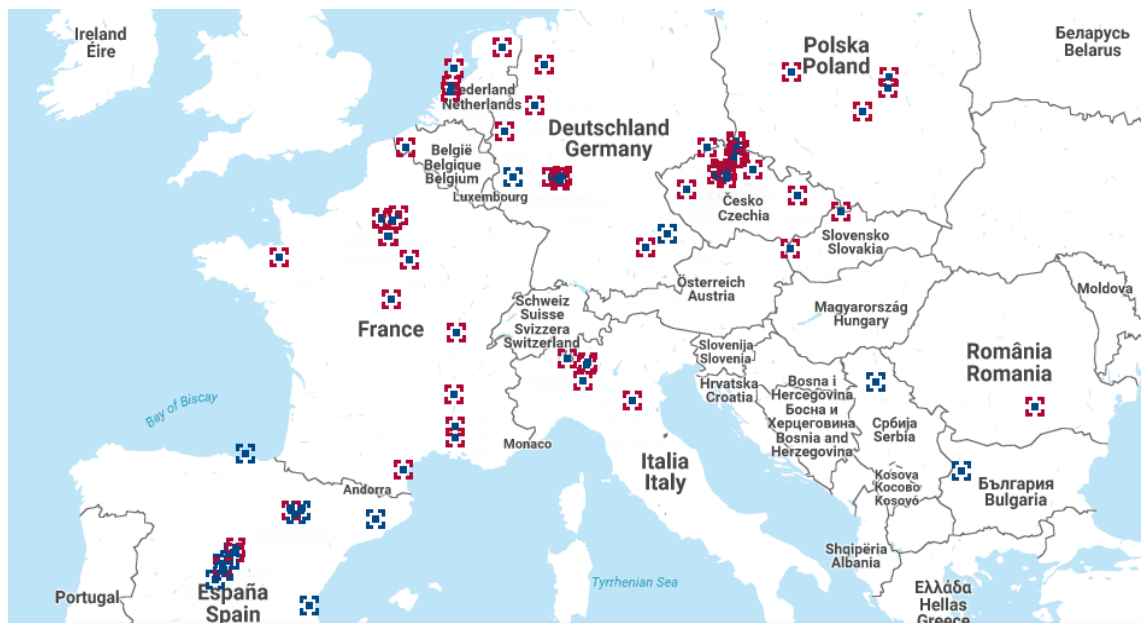 Ireland
Éire
Polska
Poland
Беларусь
Belarus
Nederland
Netherlands
Deutschland
Germany
België
Belgique
Belgium
Luxembourg
Česko
Czechia
Slovensko
Slovakia
Österreich
Austria
Moldova
Schweiz
Suisse
Svizzera
Switzerland
Magyarország
Hungary
France
Slovenija
Slovenia
România
Romania
Hrvatska
Croatia
Bosna i
Hercegovina
Босна и
Херцеговина
Bosnia and
Herzegovina
Bay of Biscay
Србија
Serbia
Monaco
Italia
Italy
Andorra
Kosova
Косово
Kosovo
България
Bulgaria
Shqipëria
Albania
Tyrrhenian Sea
Portugal
España
Spain
Ελλάδα
Hellas
Greece